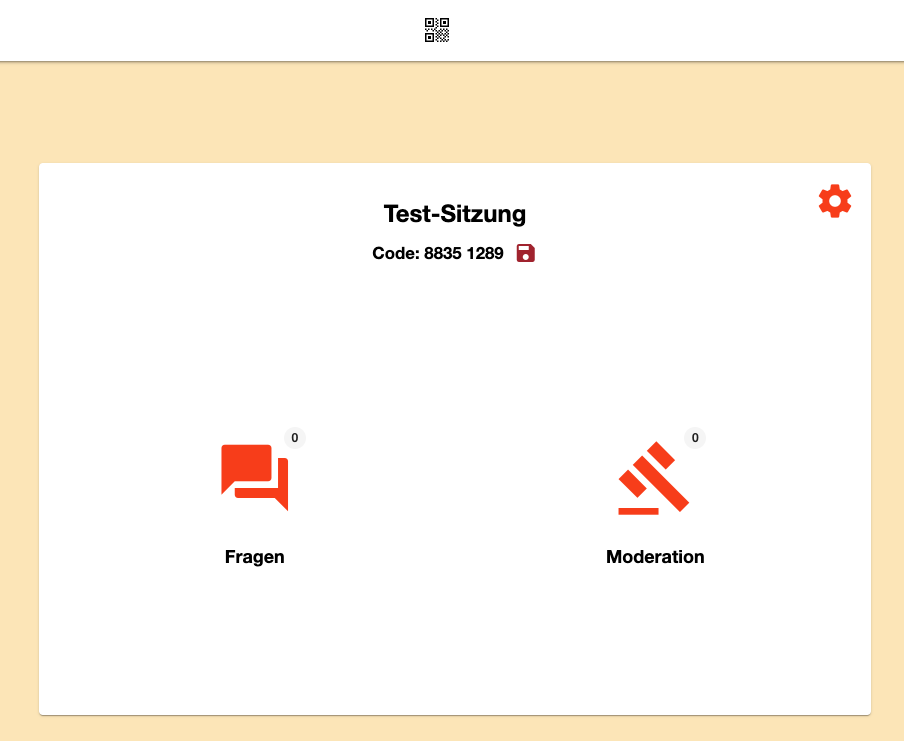 Test-Sitzung
Code: 8835 1289
0
0
Fragen
Moderation